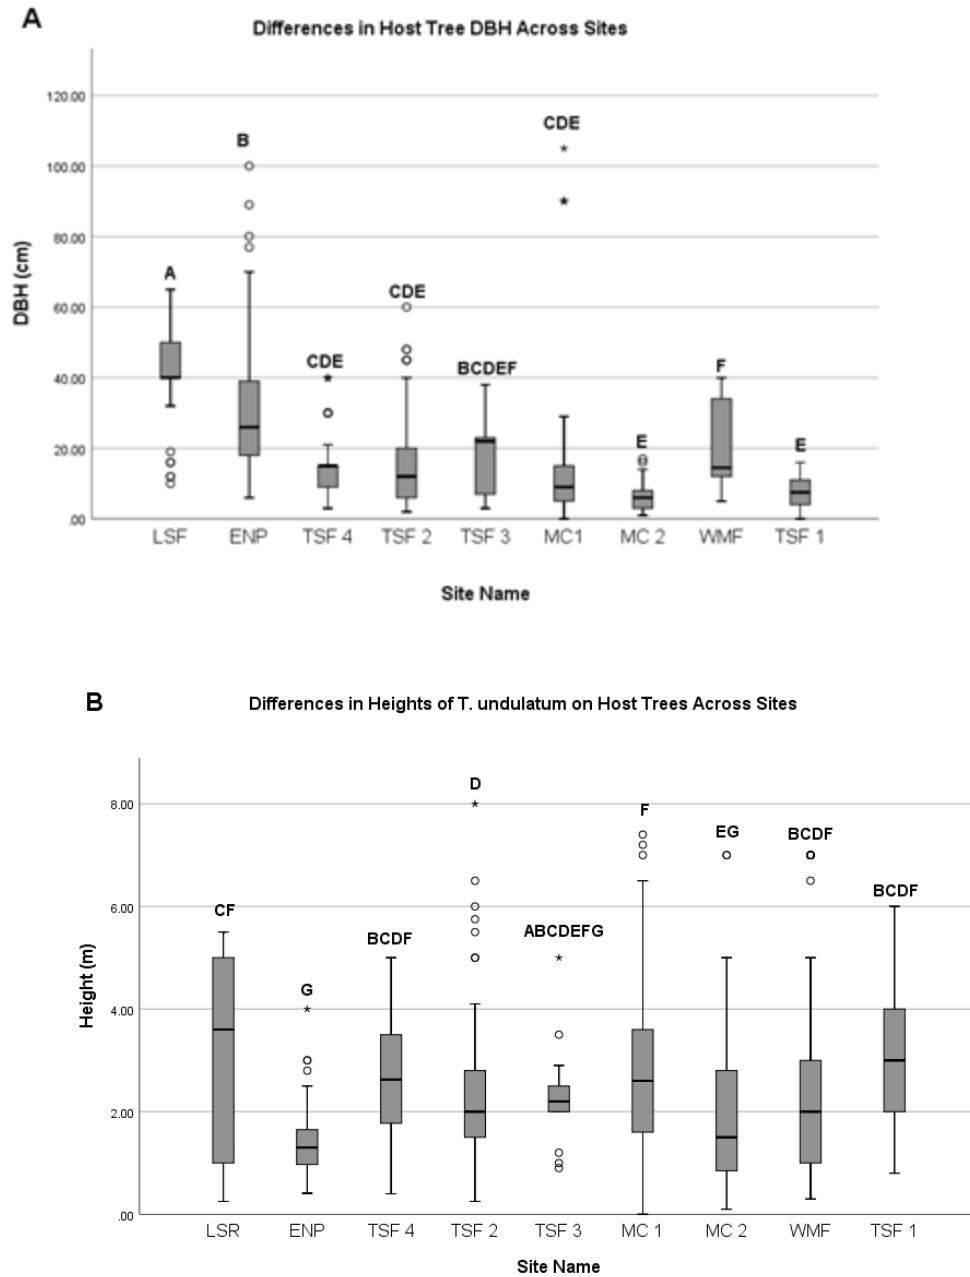 A
Differences in Host Tree DBH Across Sites
120.00
100.00
80.00
60.00
40.00
20.00
.00
DBH (cm)
A
B
CDE
CDE
BCDEF
CDE
E
F
E
LSF ENP TSF 4 TSF 2 TSF 3 MC1 MC 2 WMF TSF 1
Site Name
B
Differences in Heights of T. undulatum on Host Trees Across Sites
8.00
6.00
4.00
2.00
.00
Height (m)
CF
G
BCDF
D
ABCDEFG
F
EG
BCDF
BCDF
LSR ENP TSF 4 TSF 2 TSF 3 MC 1 MC 2 WMF TSF 1
Site Name